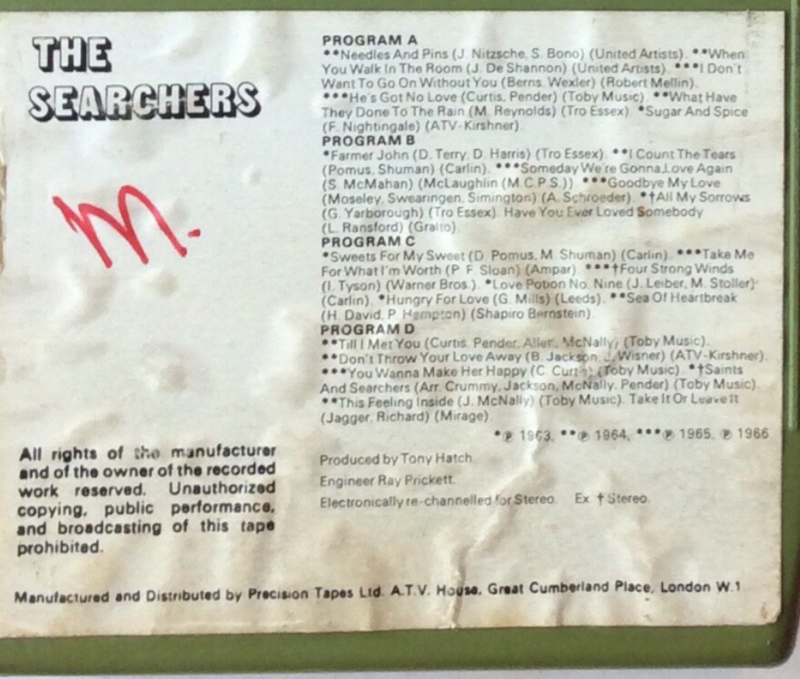 THE
SEARCHERS
M.
PROGRAM A
**Needles And Pins (J. Nitzsche, S. Bono) (United Artists). **When
You Walk In The Room (J. De Shannon) (United Artists). ***I Don't
Want To Go On Without You (Berns. Wexler) (Robert Mellin).
***He's Got No Love (Curtis, Pender) (Toby Music). **What Have
They Done To The Rain (M. Reynolds) (Tro Essex). *Sugar And Spice
(F. Nightingale) (ATV-Kirshner)
PROGRAM B
*Farmer John (D. Terry, D. Harris) (Tro Essex). **I Count The Tears
(Pomus, Shuman) (Carlin). ***Someday We're Gonna Love Again
(S. McMahan) (McLaughlin (M.C.P.S.)). ***Goodbye My Love
(Moseley, Swearingen, Simington) (A. Schroeder). *†All My Sorrows
(G. Yarborough) (Tro Essex). Have You Ever Loved Somebody
(L. Ransford) (Gralto).
PROGRAM C
*Sweets For My Sweet (D. Pomus, M. Shuman) (Carlin). ***Take Me
For What I'm Worth (P. F. Sloan) (Ampar). ***†Four Strong Winds
(I. Tyson) (Warner Bros.). *Love Potion No. Nine (J. Leiber, M. Stoller)
(Carlin). *Hungry For Love (G. Mills) (Leeds). **Sea Of Heartbreak
(H. David, P. Hampton) (Shapiro Bernstein)
PROGRAM D
**Till I Met You (Curtis, Pender, Allen, McNally) (Toby Music).
**Don't Throw Your Love Away (B. Jackson, J. Wisner) (ATV-Kirshner).
***You Wanna Make Her Happy (C. Curtis) (Toby Music). *†Saints
And Searchers (Arr. Crummy, Jackson, McNally, Pender) (Toby Music).
**This Feeling Inside (J. McNally) (Toby Music). Take It Or Leave It
(Jagger, Richard) (Mirage).
*℗ 1963, **℗ 1964, ***℗ 1965, ℗ 1966
Produced by Tony Hatch.
Engineer Ray Prickett.
Electronically re-channelled for Stereo. Ex. † Stereo.
All rights of the manufacturer
and of the owner of the recorded
work reserved. Unauthorized
copying, public performance,
and broadcasting of this tape
prohibited.
Manufactured and Distributed by Precision Tapes Ltd. A.T.V. House, Great Cumberland Place, London W.1